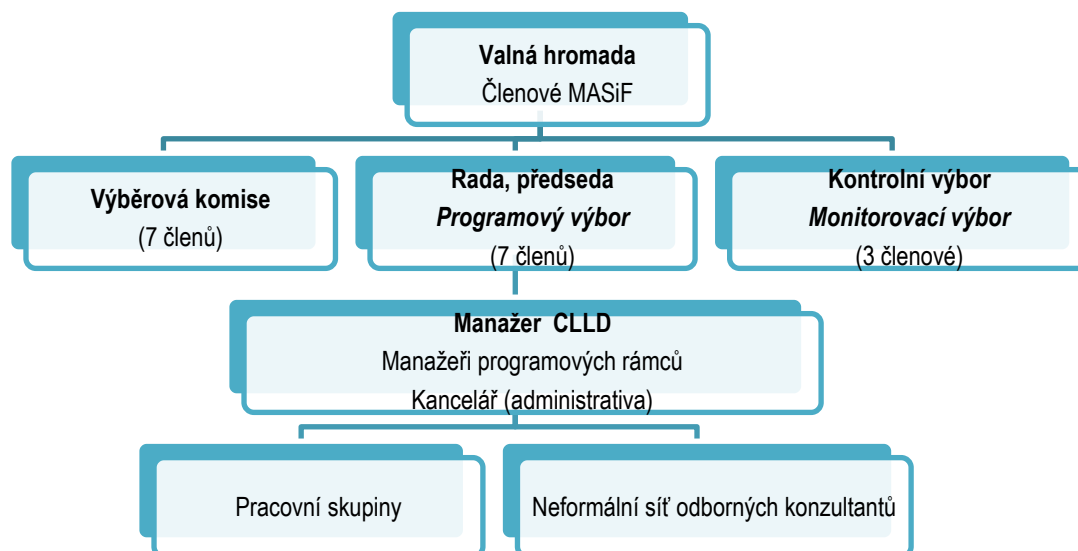 Valná hromada
Členové MASiF
Výběrová komise
(7 členů)
Rada, předseda
Programový výbor
(7 členů)
Kontrolní výbor
Monitorovací výbor
(3 členové)
Manažer  CLLD
Manažeři programových rámců
Kancelář (administrativa)
Pracovní skupiny
Neformální síť odborných konzultantů